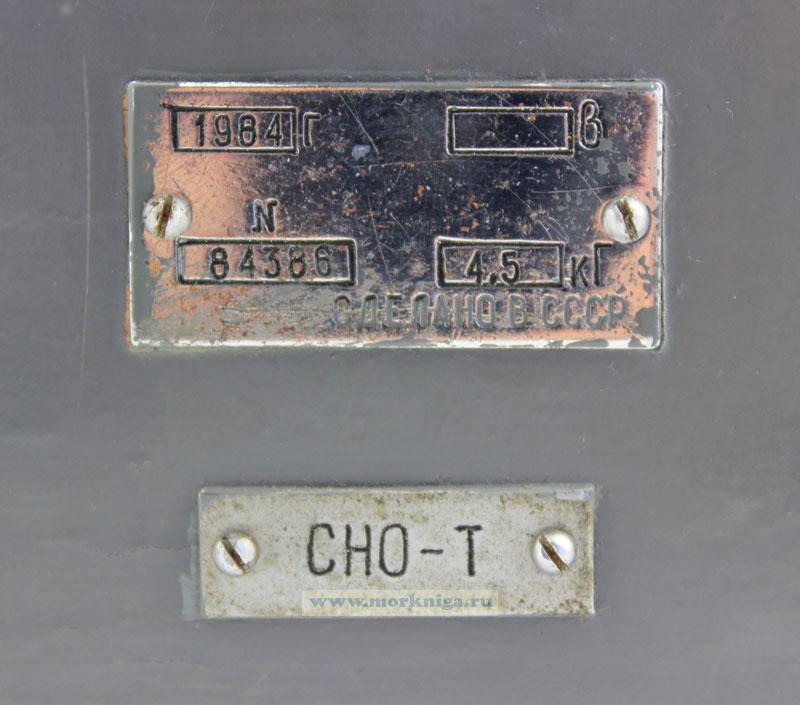 1984 г в
N
84386 4,5 кг
СДЕЛАНО В СССР
СНО-Т
www.morkniga.ru